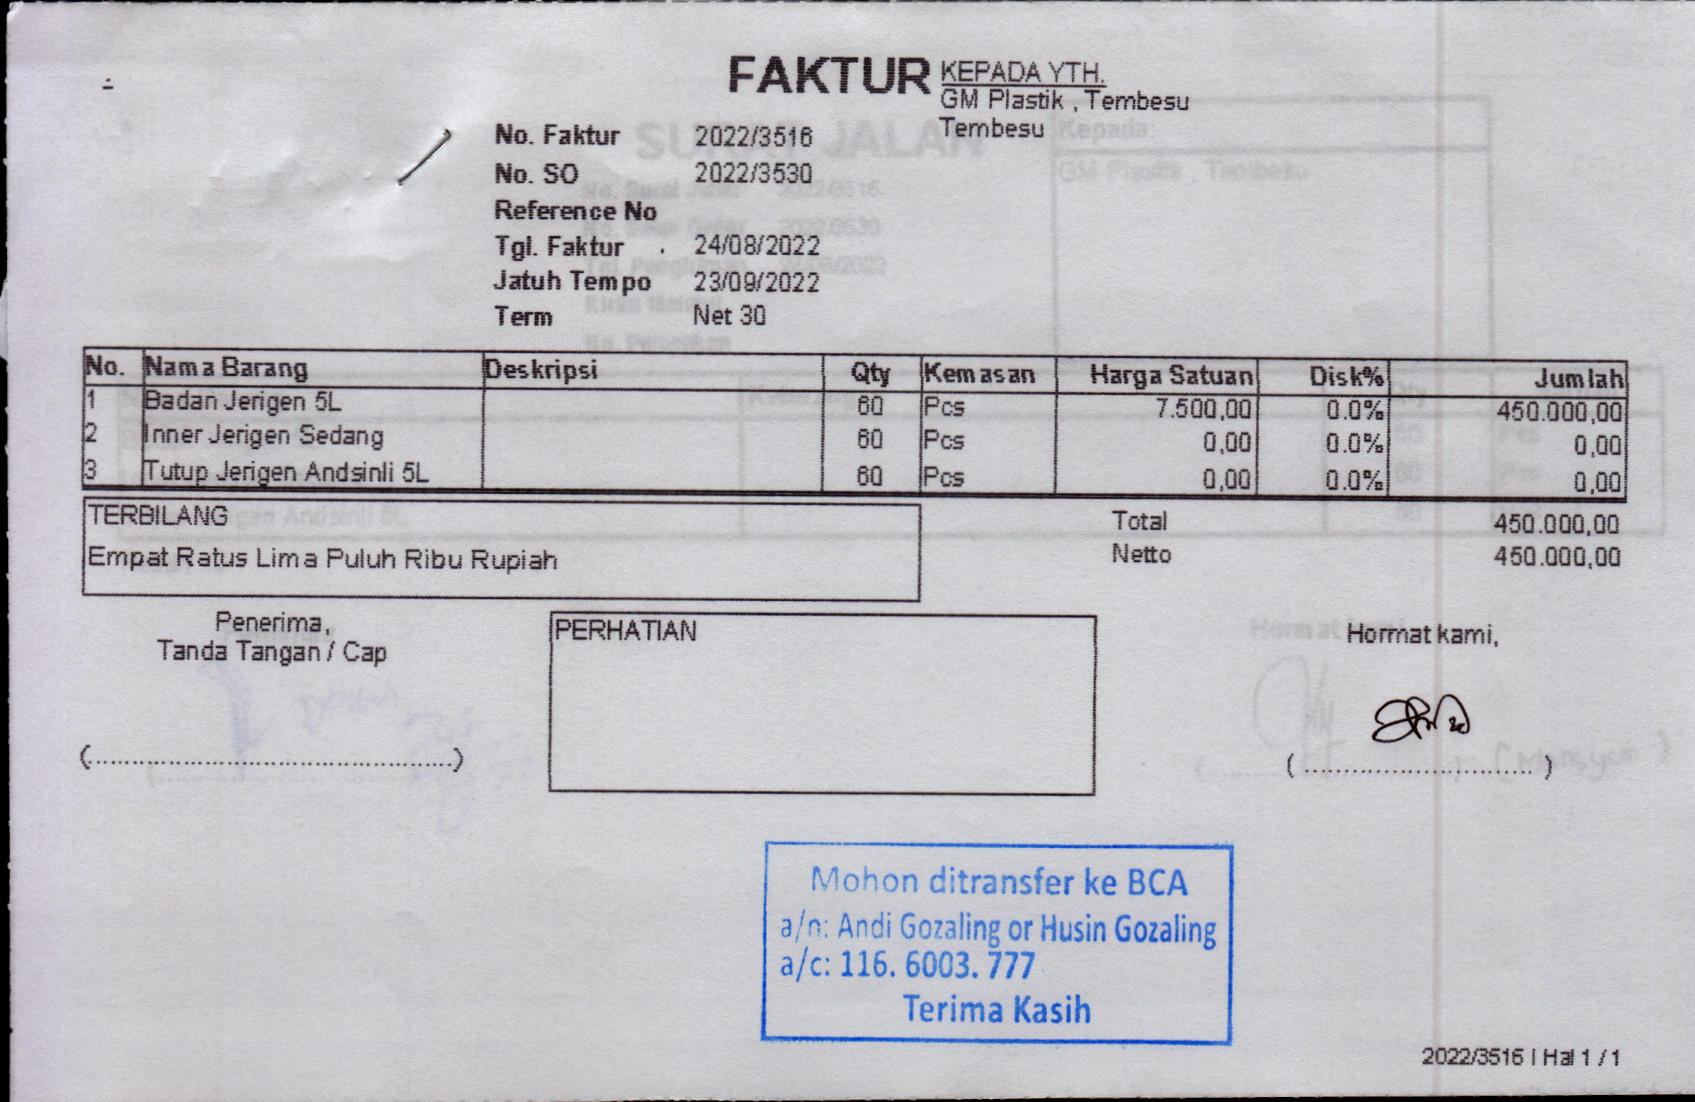 FAKTUR
KEPADA YTH.
GM Plastik , Tembesu
Tembesu
No. Faktur 2022/3516
No. SO 2022/3530
Reference No
Tgl. Faktur 24/08/2022
Jatuh Tempo 23/09/2022
Term Net 30
No. Nama Barang Deskripsi Qty Kemasan Harga Satuan Disk% Jumlah
1 Badan Jerigen 5L 60 Pcs 7.500,00 0.0% 450.000,00
2 Inner Jerigen Sedang 60 Pcs 0,00 0.0% 0,00
3 Tutup Jerigen Andsinli 5L 60 Pcs 0,00 0.0% 0,00
TERBILANG
Empat Ratus Lima Puluh Ribu Rupiah
Total 450.000,00
Netto 450.000,00
Penerima,
Tanda Tangan / Cap
(..............................................)
PERHATIAN
Hormat kami,
(..............................)
Mohon ditransfer ke BCA
a/n: Andi Gozaling or Husin Gozaling
a/c: 116. 6003. 777
Terima Kasih
2022/3516 | Hal 1 / 1